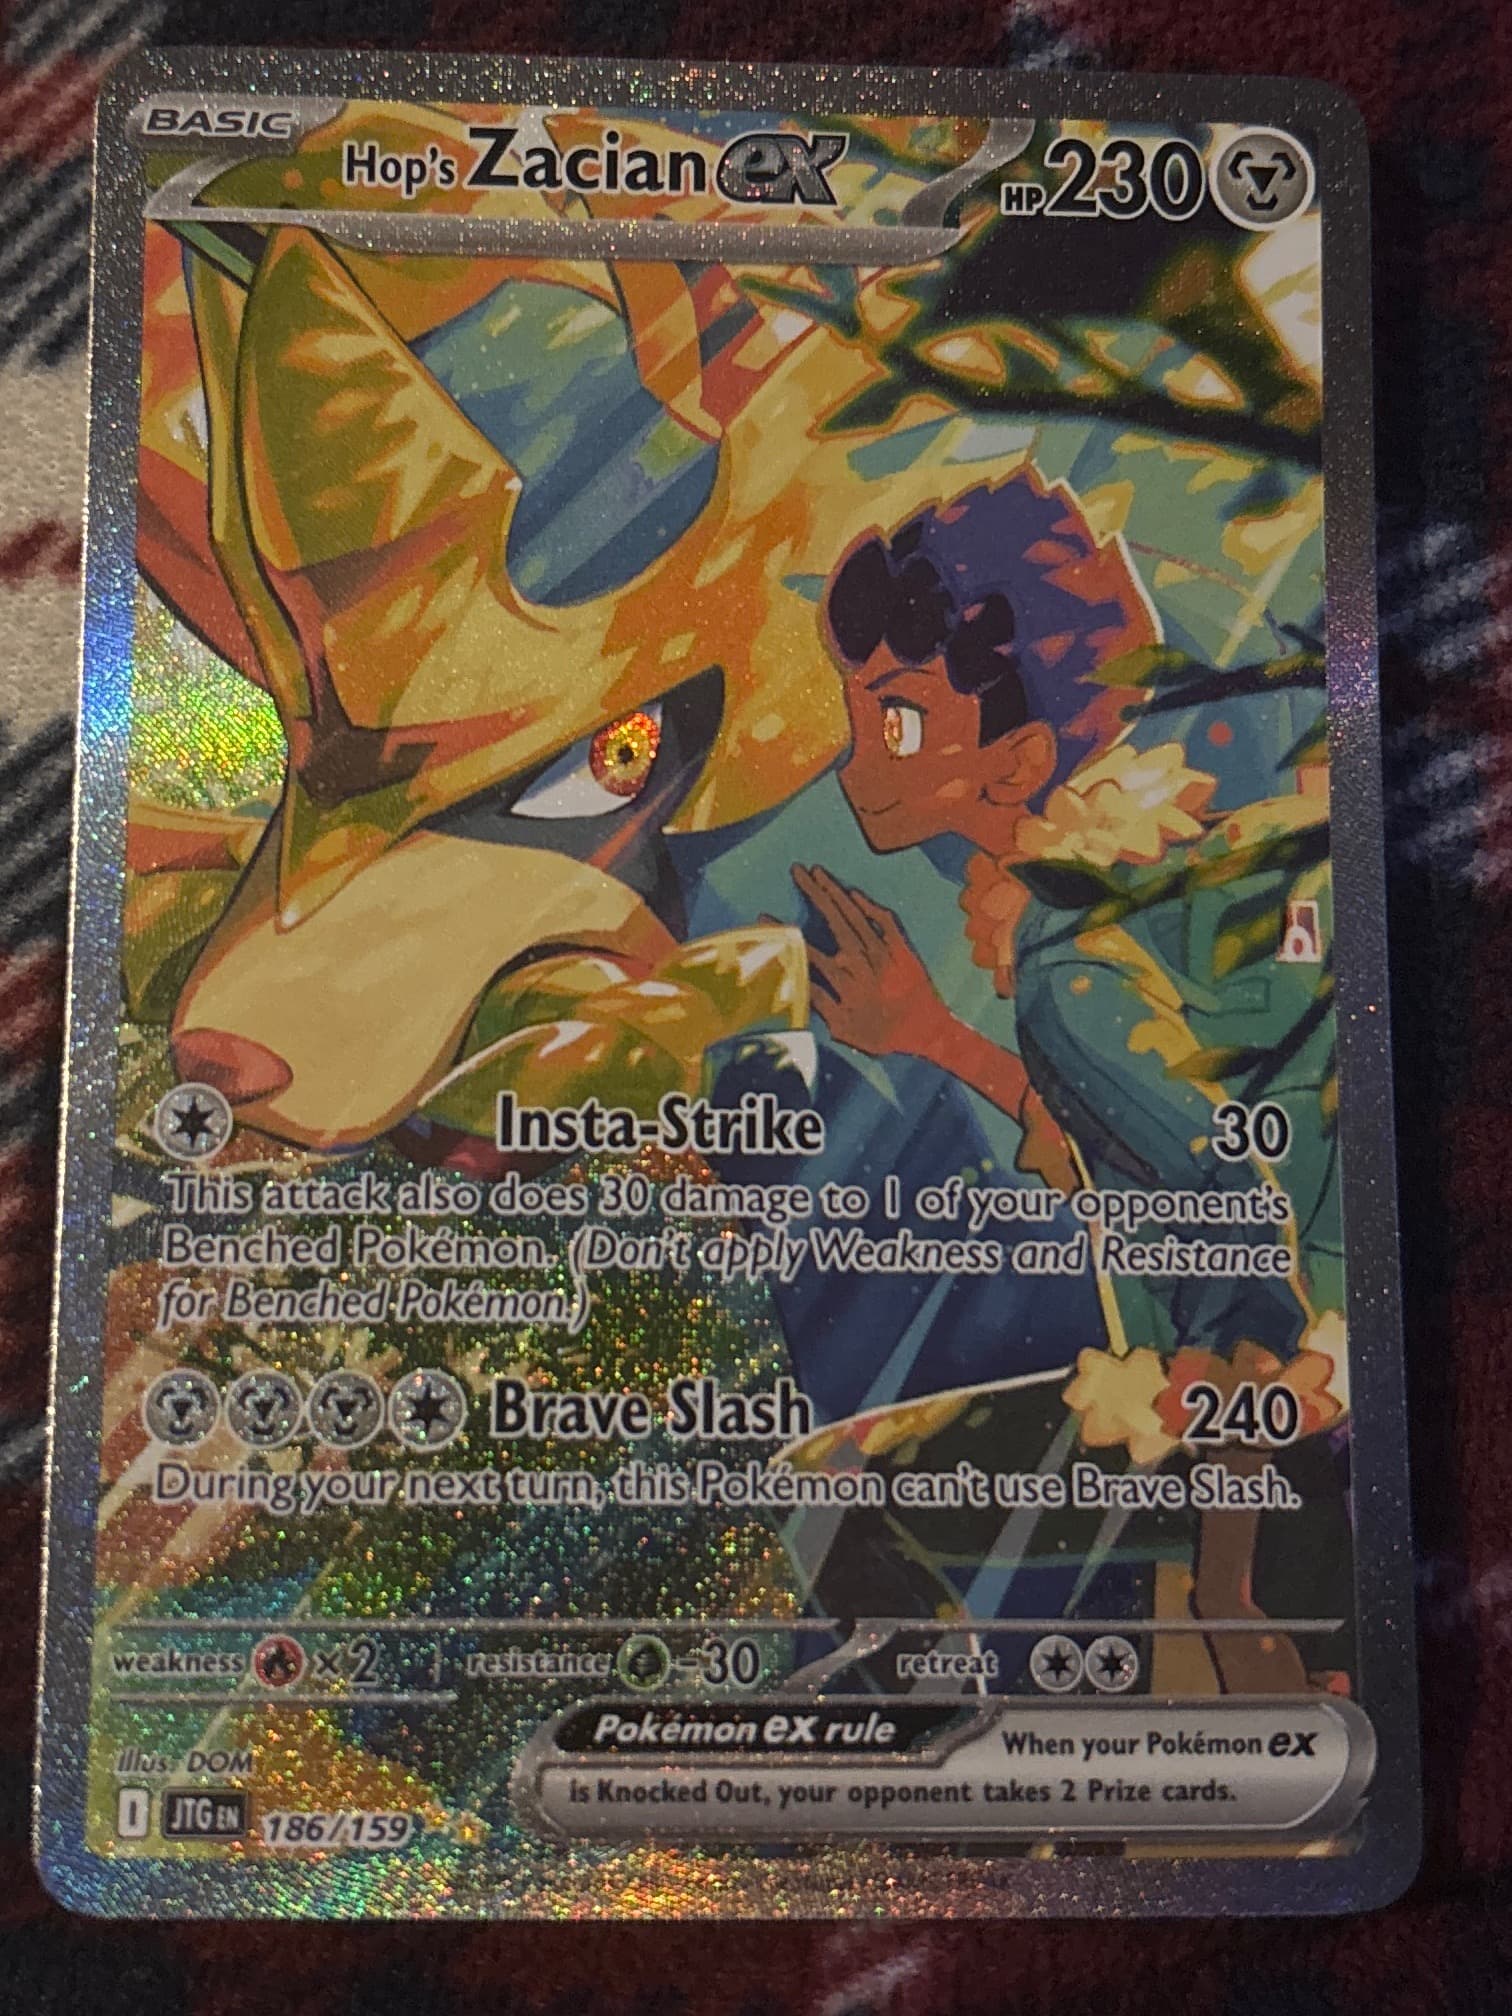 BASIC
Hop's Zacian ex HP 230
Insta-Strike 30
This attack also does 30 damage to 1 of your opponent's
Benched Pokémon. (Don't apply Weakness and Resistance
for Benched Pokémon.)
Brave Slash 240
During your next turn, this Pokémon can't use Brave Slash.
weakness ×2 resistance -30 retreat
Pokémon ex rule When your Pokémon ex
is Knocked Out, your opponent takes 2 Prize cards.
Illus. DOM
I JTG EN 186/159